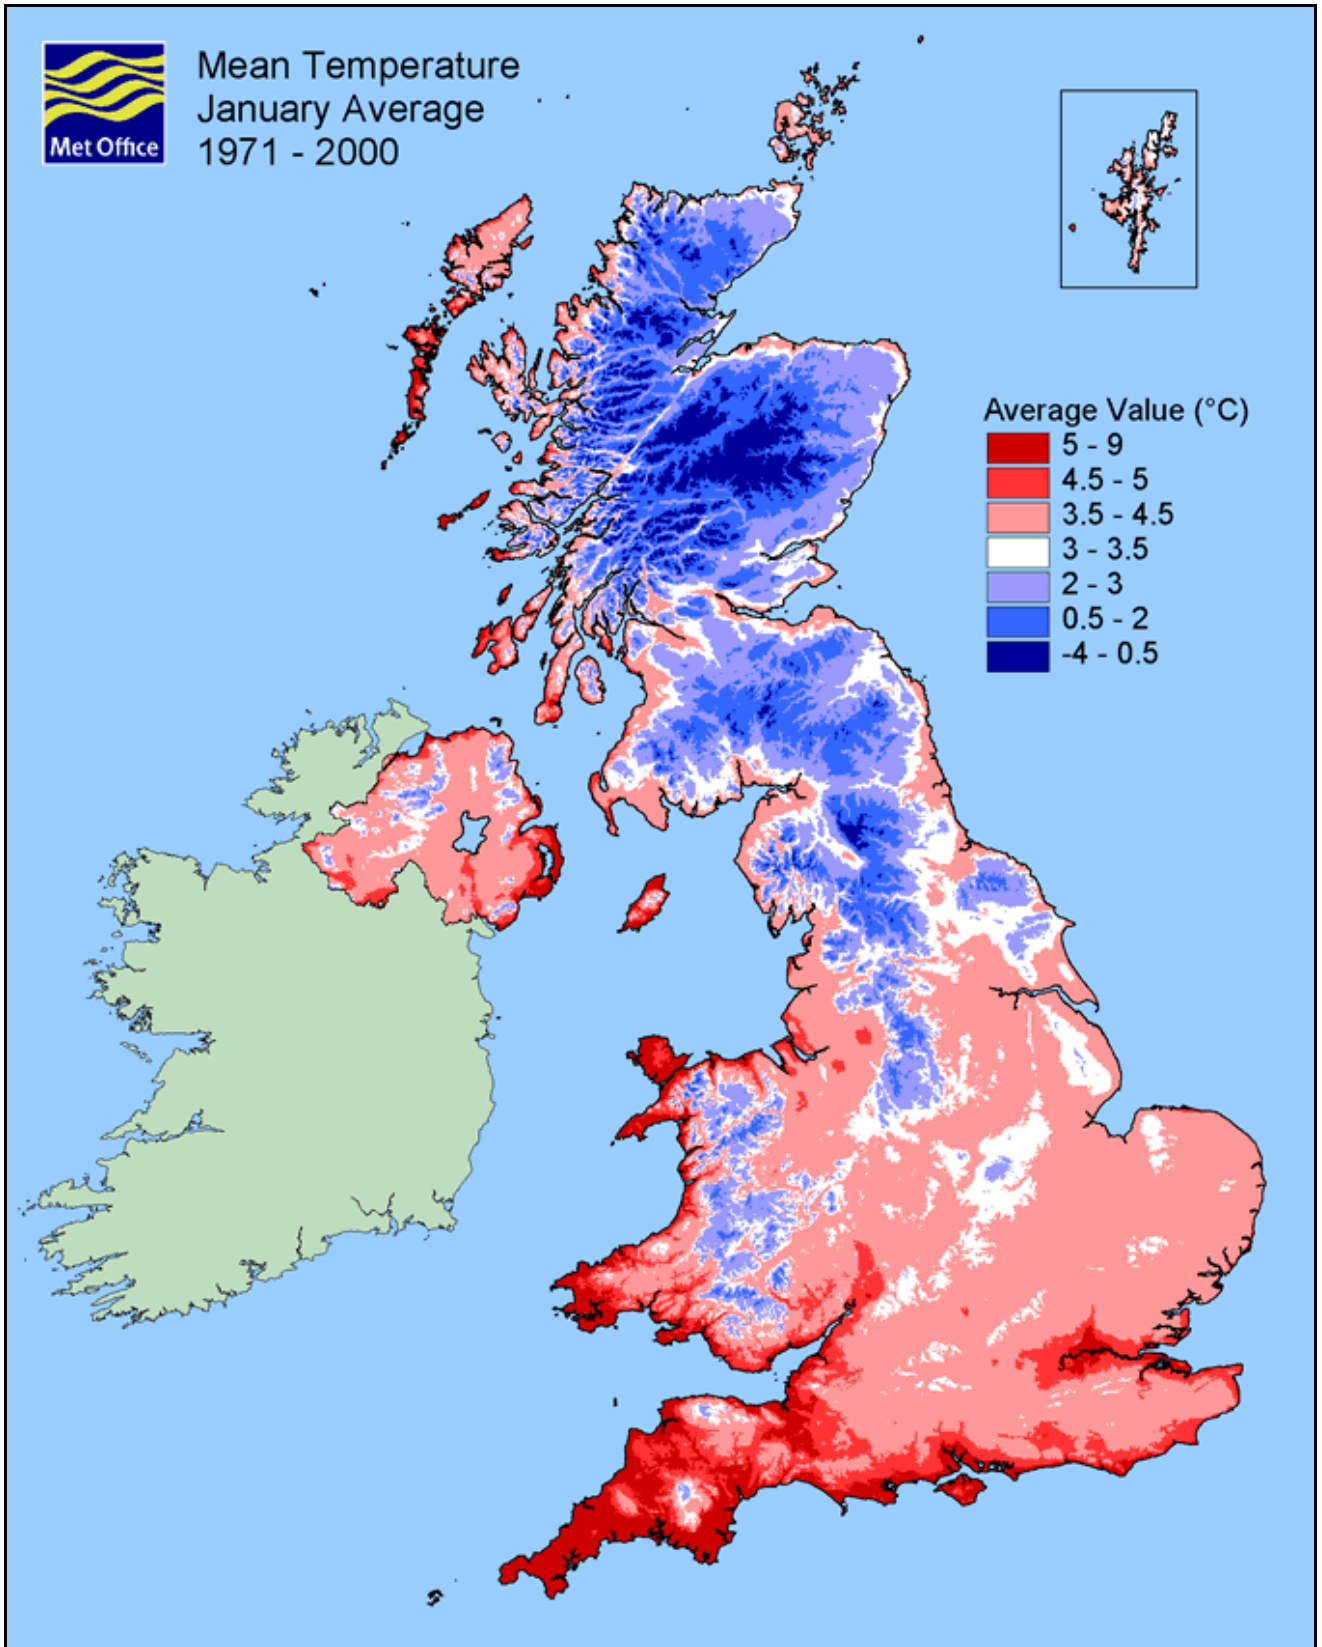 Met Office
Mean Temperature
January Average
1971 - 2000
Average Value (°C)
5 - 9
4.5 - 5
3.5 - 4.5
3 - 3.5
2 - 3
0.5 - 2
-4 - 0.5